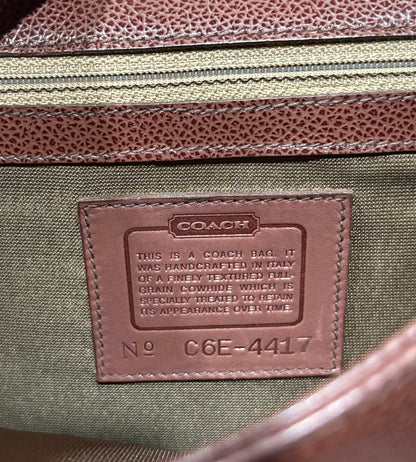 COACH
THIS IS A COACH BAG. IT
WAS HANDCRAFTED IN ITALY
OF A FINELY TEXTURED FULL-
GRAIN COWHIDE WHICH IS
SPECIALLY TREATED TO RETAIN
ITS APPEARANCE OVER TIME.
Nº C6E-4417